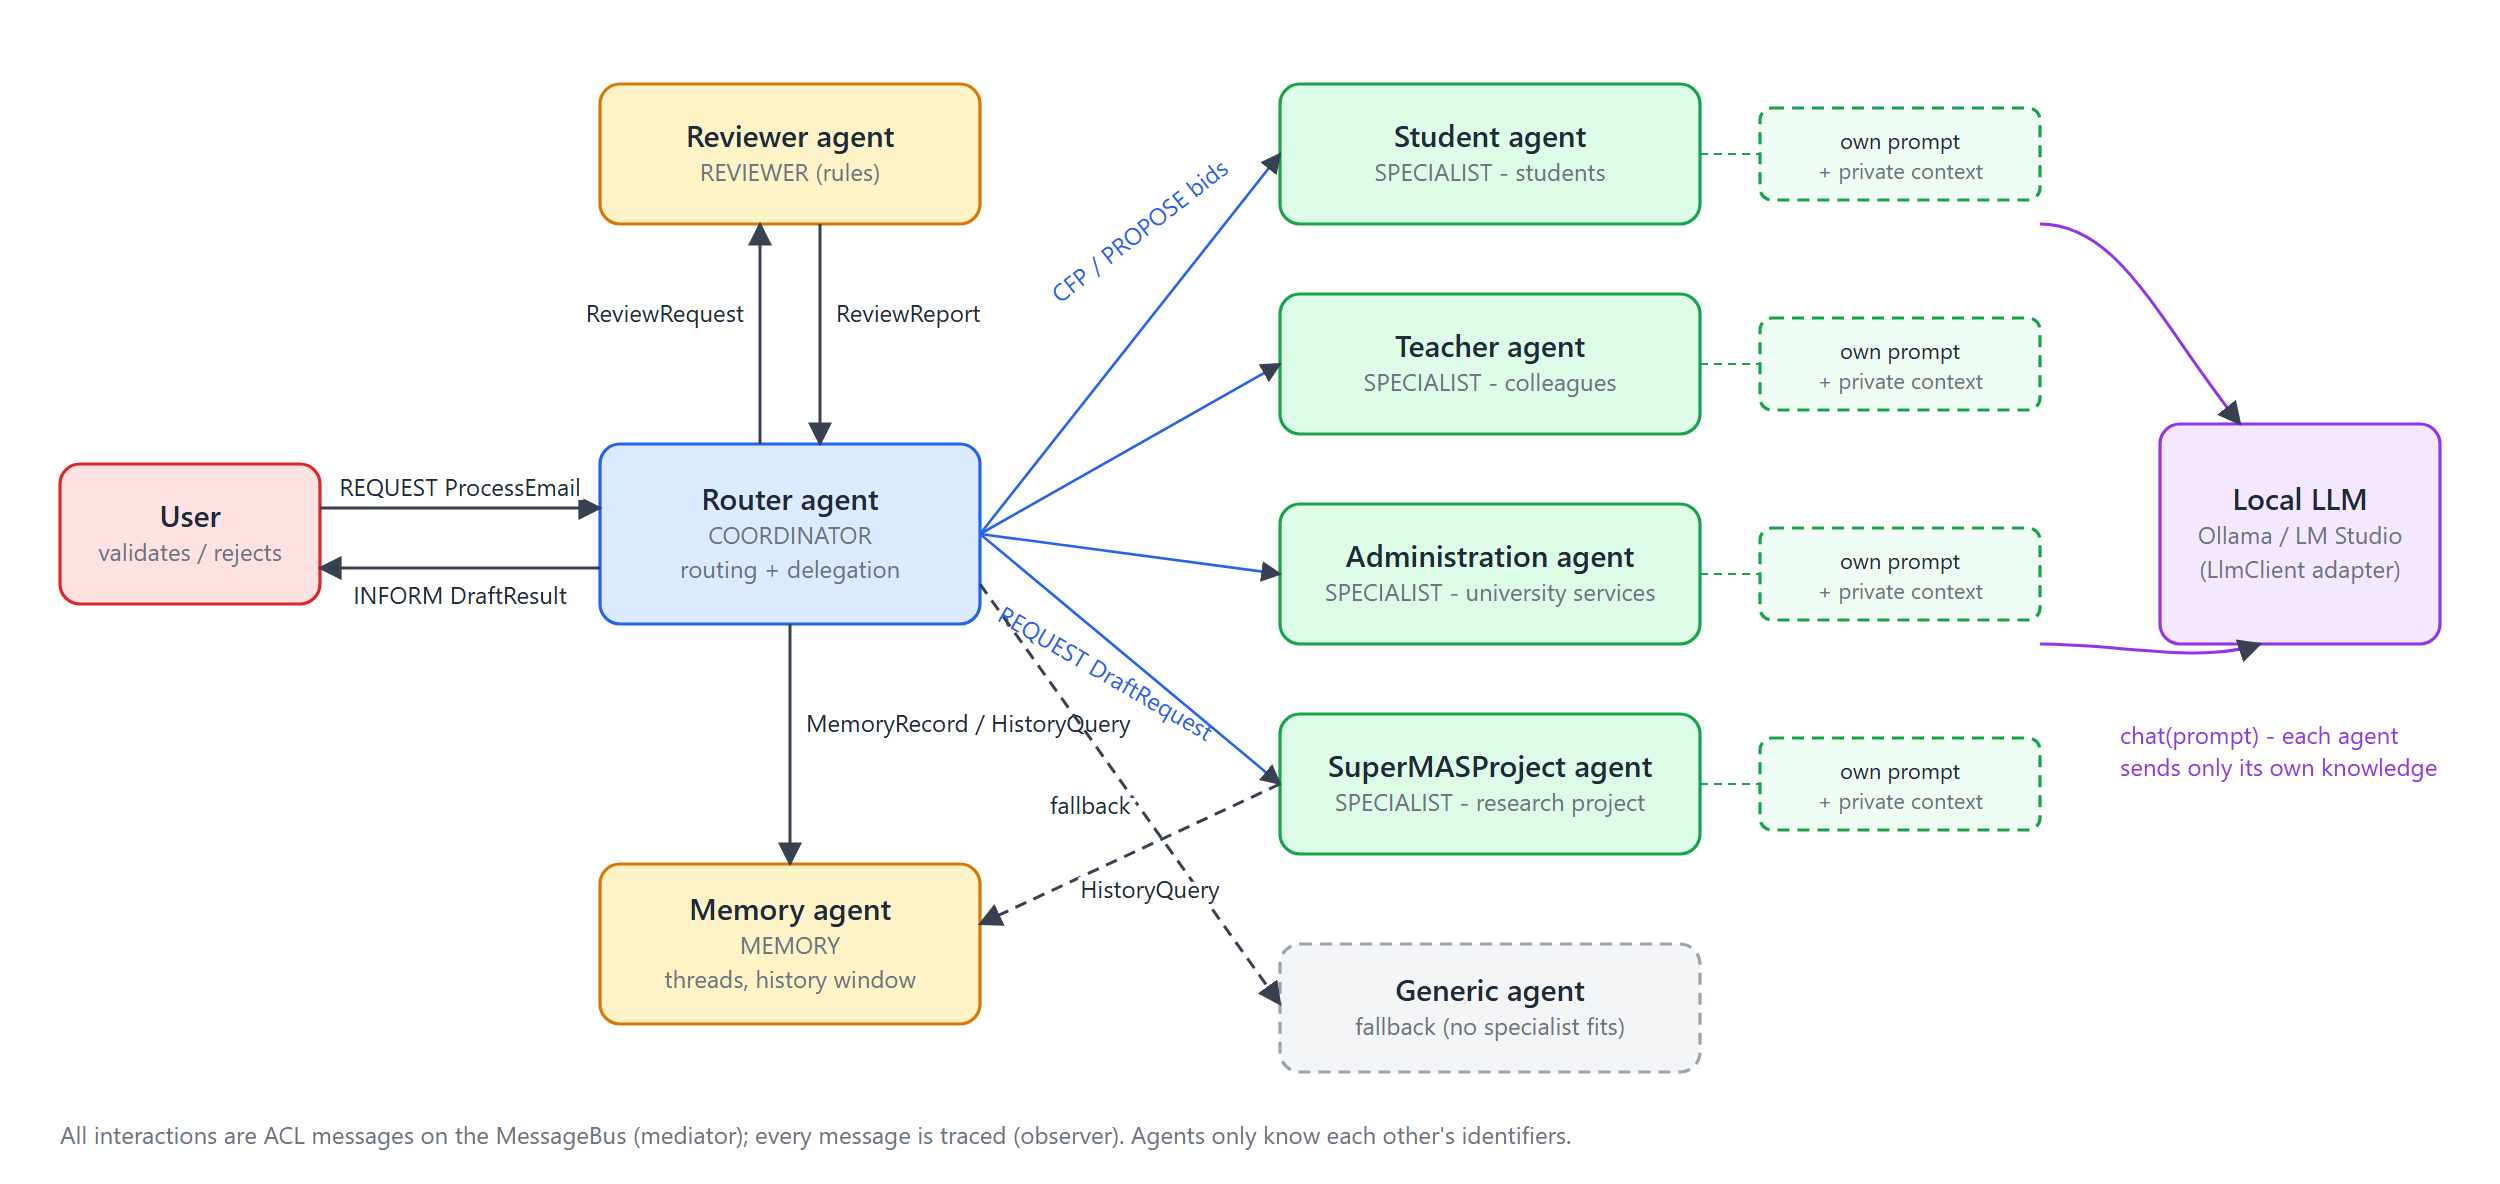 Reviewer agent
REVIEWER (rules)
ReviewRequest
ReviewReport
User
validates / rejects
REQUEST ProcessEmail
INFORM DraftResult
Router agent
COORDINATOR
routing + delegation
MemoryRecord / HistoryQuery
Memory agent
MEMORY
threads, history window
CFP / PROPOSE bids
REQUEST DraftRequest
fallback
HistoryQuery
Student agent
SPECIALIST - students
own prompt
+ private context
Teacher agent
SPECIALIST - colleagues
own prompt
+ private context
Administration agent
SPECIALIST - university services
own prompt
+ private context
SuperMASProject agent
SPECIALIST - research project
own prompt
+ private context
Generic agent
fallback (no specialist fits)
Local LLM
Ollama / LM Studio
(LlmClient adapter)
chat(prompt) - each agent
sends only its own knowledge
All interactions are ACL messages on the MessageBus (mediator); every message is traced (observer). Agents only know each other's identifiers.